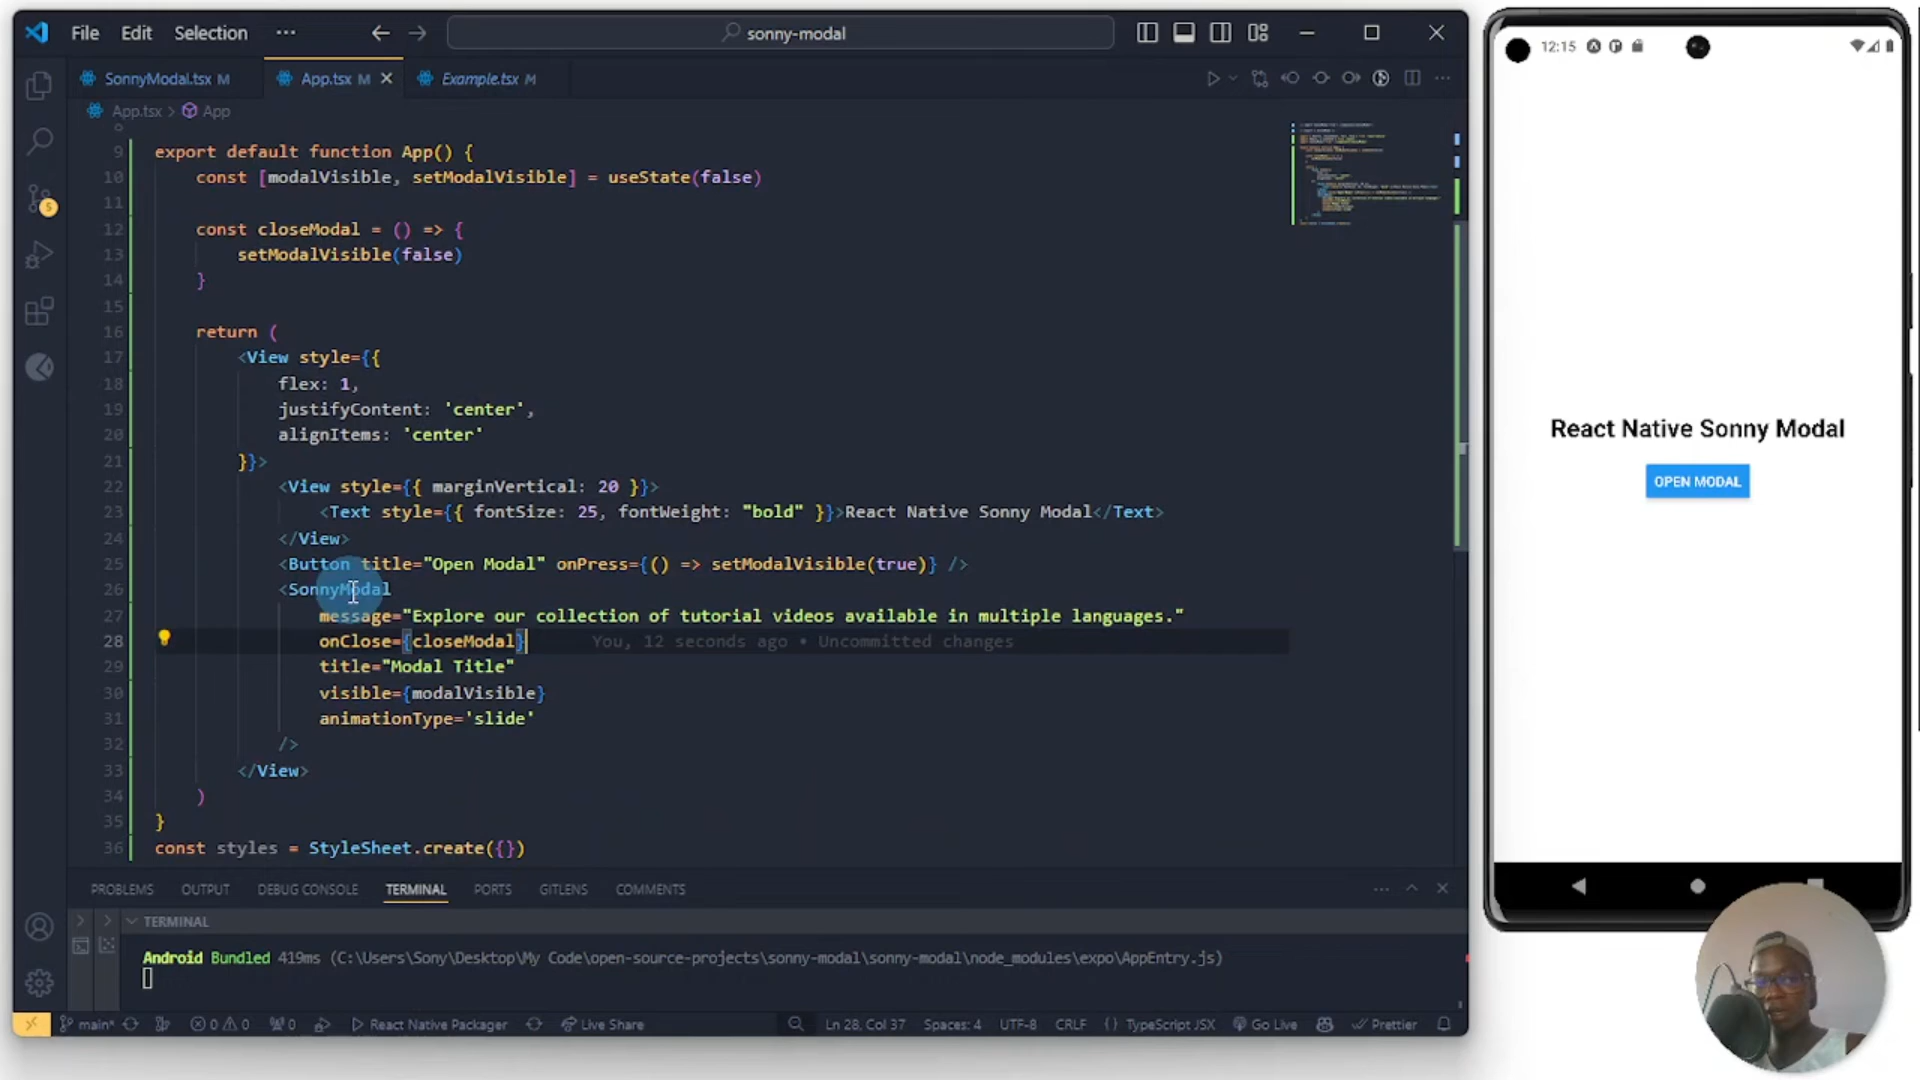 File Edit Selection ···
sonny-modal
SonnyModal.tsx M
App.tsx M
Example.tsx M
App.tsx > App
9 export default function App() {
10 const [modalVisible, setModalVisible] = useState(false)
11
12 const closeModal = () => {
13 setModalVisible(false)
14 }
15
16 return (
17 <View style={{
18 flex: 1,
19 justifyContent: 'center',
20 alignItems: 'center'
21 }}>
22 <View style={{ marginVertical: 20 }}>
23 <Text style={{ fontSize: 25, fontWeight: "bold" }}>React Native Sonny Modal</Text>
24 </View>
25 <Button title="Open Modal" onPress={() => setModalVisible(true)} />
26 <SonnyModal
27 message="Explore our collection of tutorial videos available in multiple languages."
28 onClose={closeModal} You, 12 seconds ago • Uncommitted changes
29 title="Modal Title"
30 visible={modalVisible}
31 animationType='slide'
32 />
33 </View>
34 )
35 }
36 const styles = StyleSheet.create({})
5
PROBLEMS OUTPUT DEBUG CONSOLE TERMINAL PORTS GITLENS COMMENTS
TERMINAL
Android Bundled 419ms (C:\Users\Sony\Desktop\My Code\open-source-projects\sonny-modal\sonny-modal\node_modules\expo\AppEntry.js)
main* 0 0 0 React Native Packager Live Share Ln 28, Col 37 Spaces: 4 UTF-8 CRLF {} TypeScript JSX Go Live Prettier
12:15
React Native Sonny Modal
OPEN MODAL